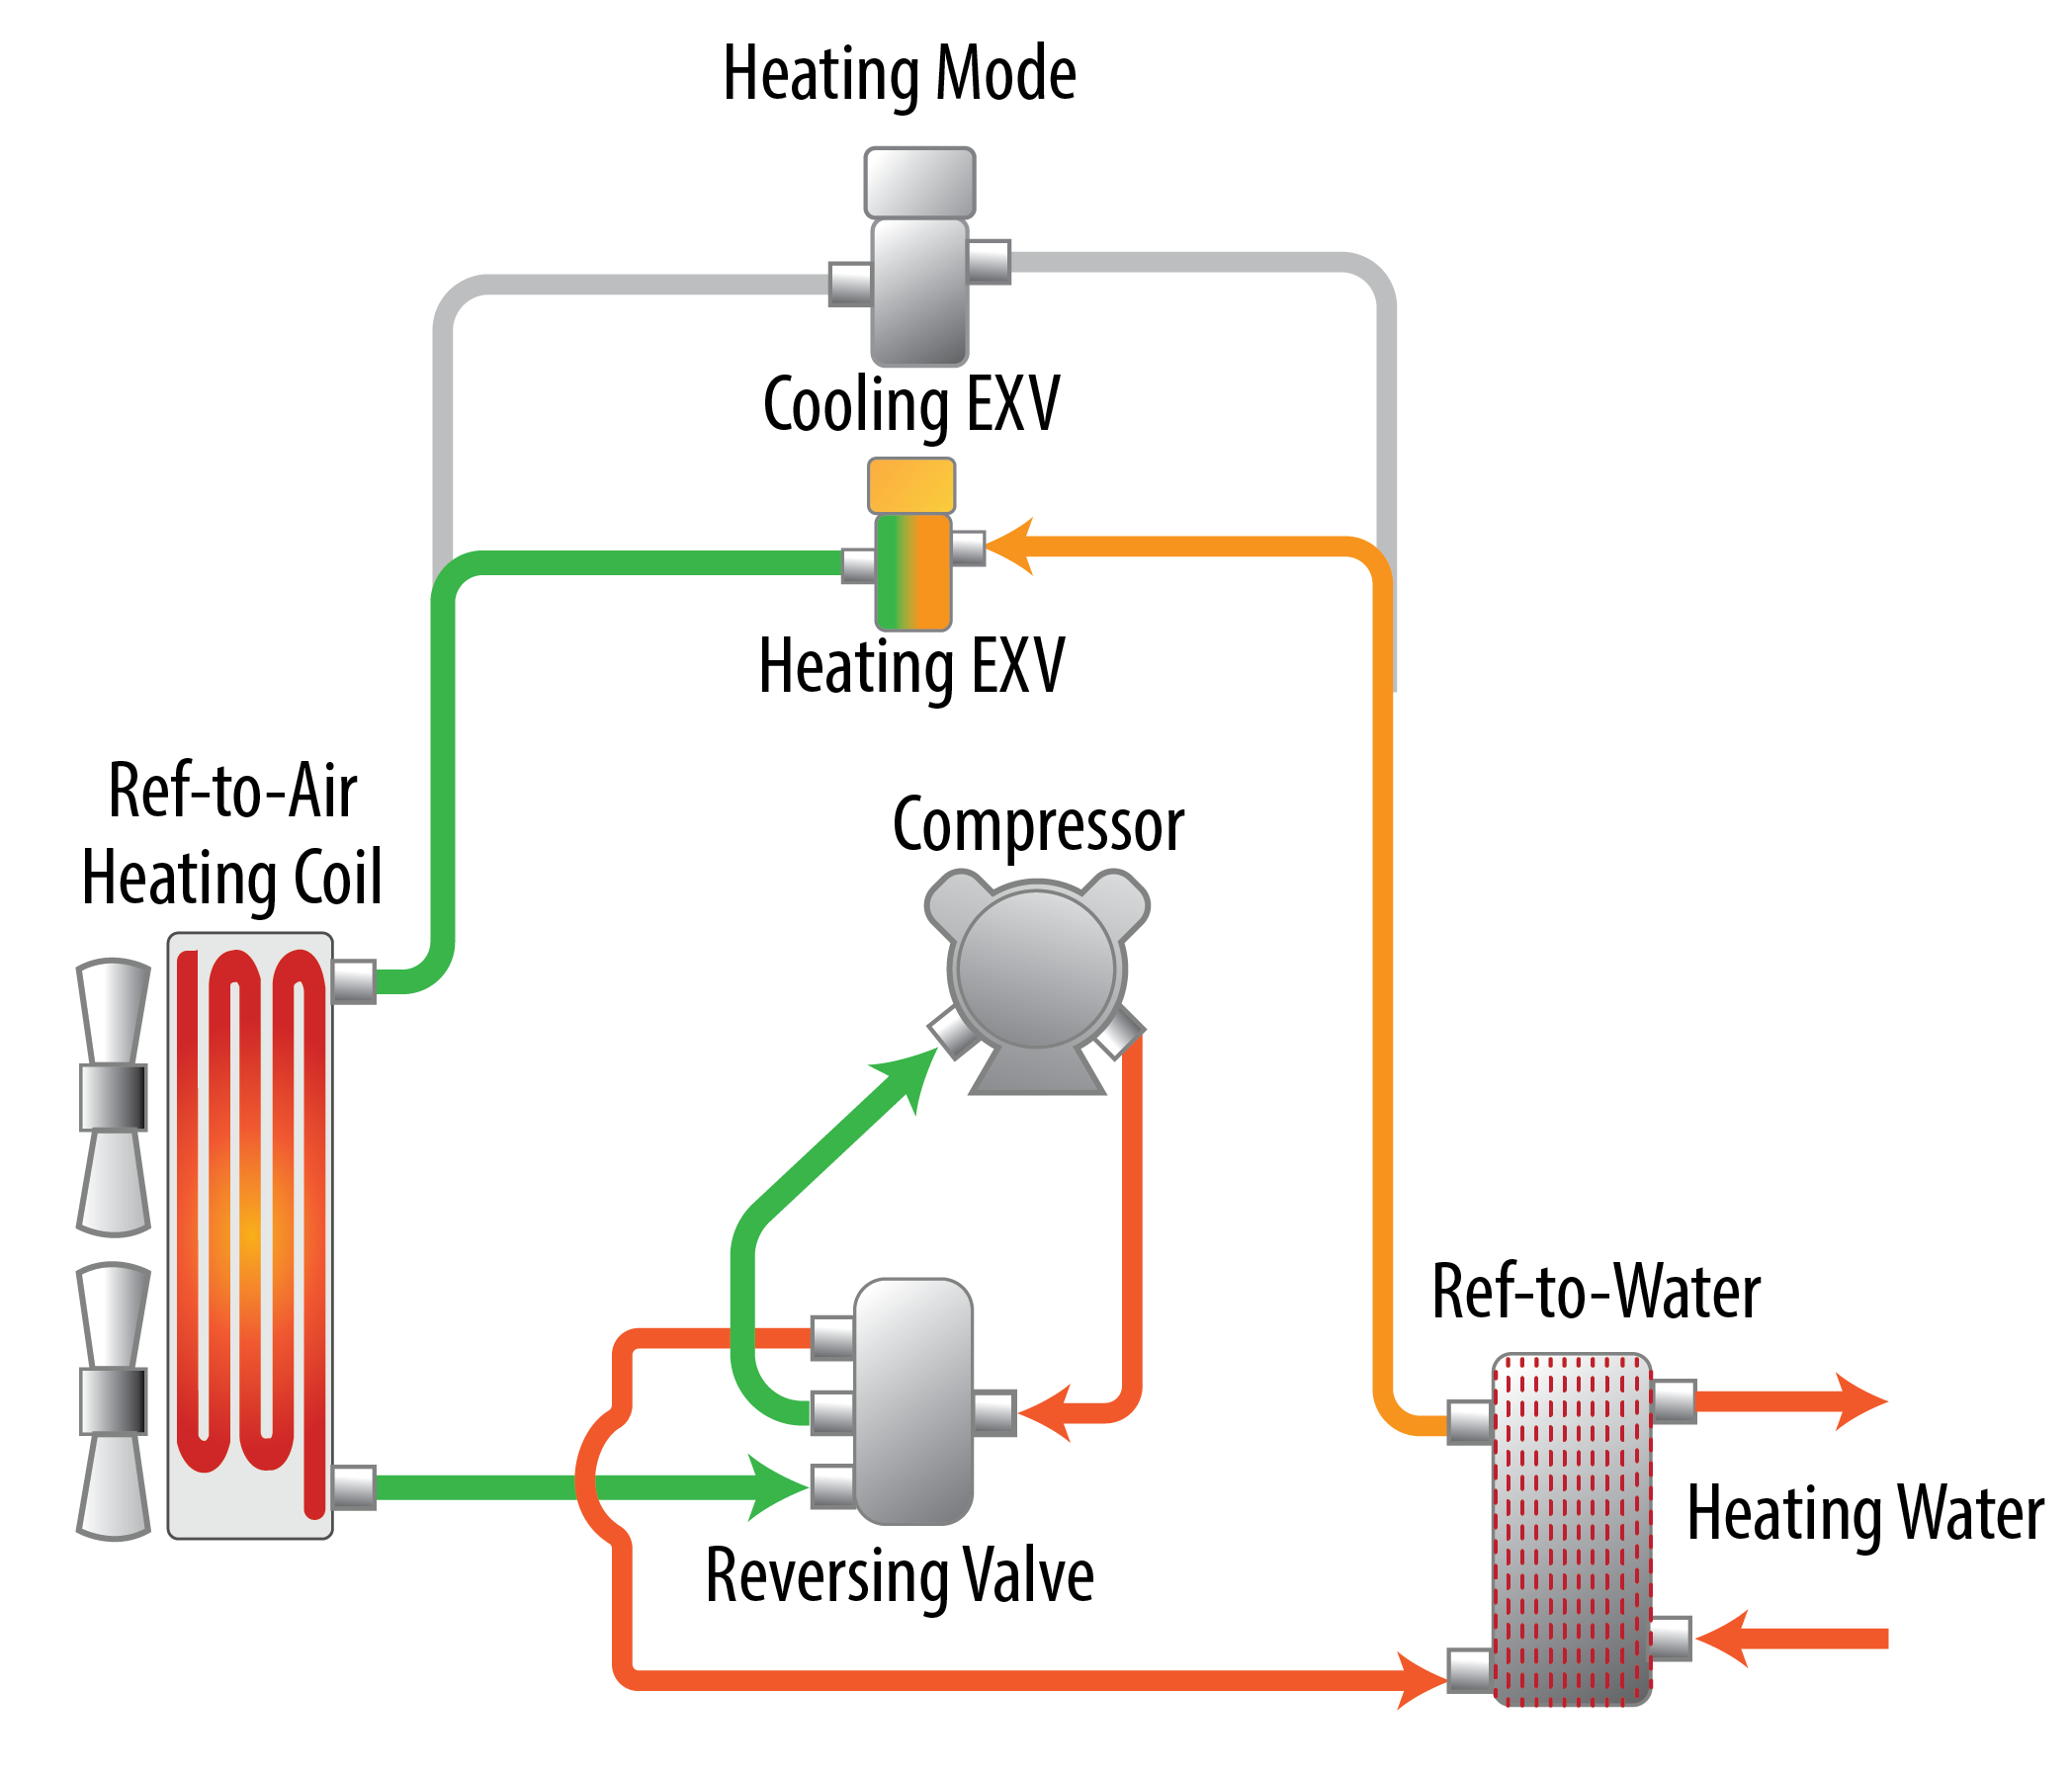 Heating Mode
Cooling EXV
Heating EXV
Ref-to-Air
Heating Coil
Compressor
Ref-to-Water
Heating Water
Reversing Valve